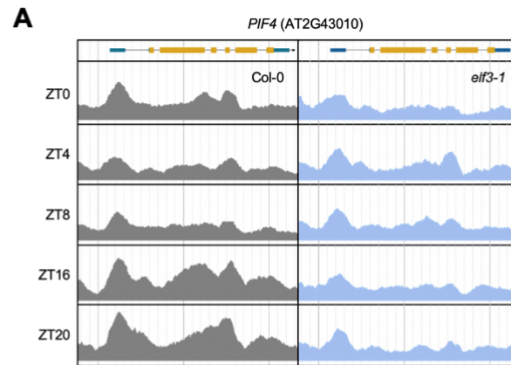 A
PIF4 (AT2G43010)
Col-0
elf3-1
ZT0
ZT4
ZT8
ZT16
ZT20